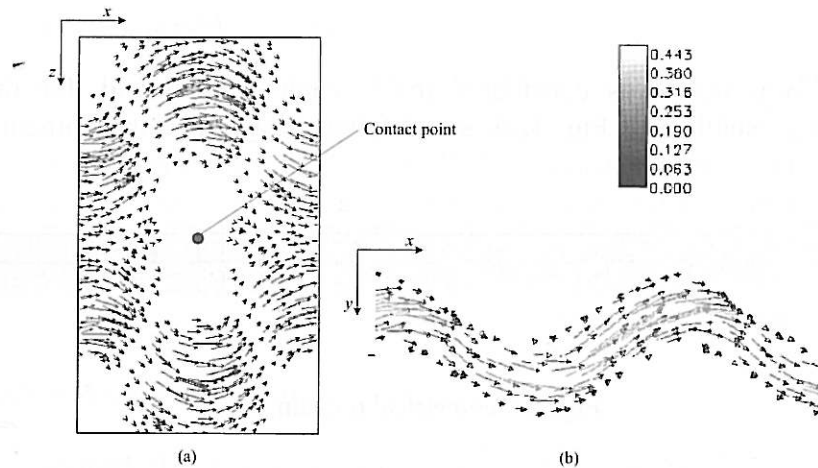 x
z
Contact point
0.443
0.380
0.316
0.253
0.190
0.127
0.063
0.000
x
y
(a)
(b)